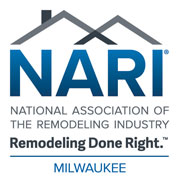 NARI®
NATIONAL ASSOCIATION OF
THE REMODELING INDUSTRY
Remodeling Done Right.™
MILWAUKEE